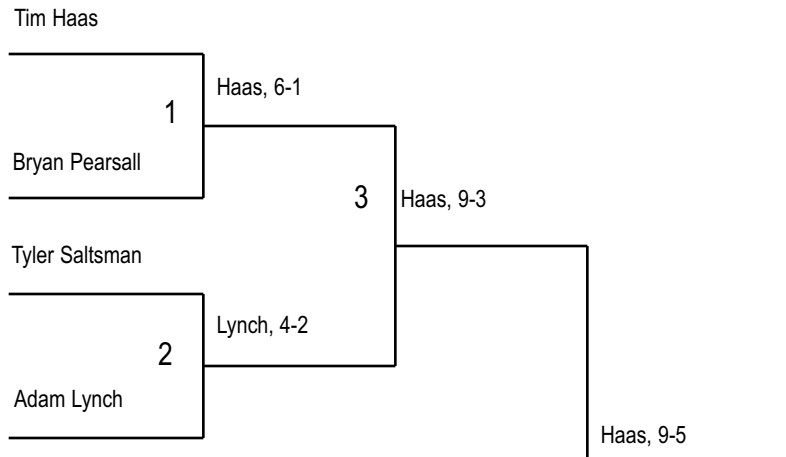 Tim Haas
Haas, 6-1
1
Bryan Pearsall
3
Haas, 9-3
Tyler Saltsman
Lynch, 4-2
2
Adam Lynch
Haas, 9-5